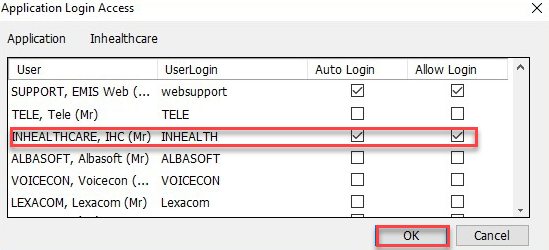 Application Login Access
Application Inhealthcare
User UserLogin Auto Login Allow Login
SUPPORT, EMIS Web (... websupport
TELE, Tele (Mr) TELE
INHEALTHCARE, IHC (Mr) INHEALTH
ALBASOFT, Albasoft (Mr) ALBASOFT
VOICECON, Voicecon (... VOICECON
LEXACOM, Lexacom (Mr) Lexacom
OK Cancel